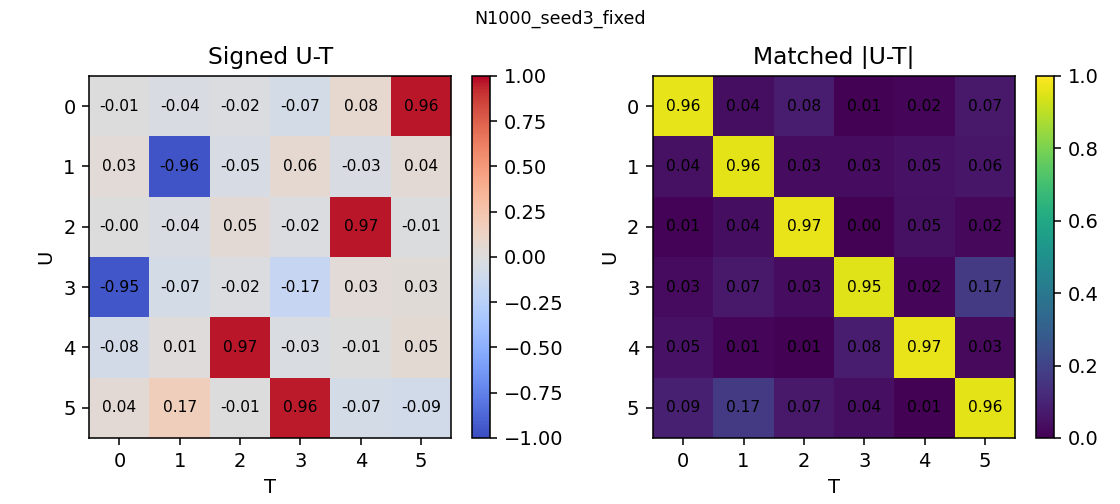 N1000_seed3_fixed
Signed U-T
Matched |U-T|
0 -0.01 -0.04 -0.02 -0.07 0.08 0.96
1 0.03 -0.96 -0.05 0.06 -0.03 0.04
2 -0.00 -0.04 0.05 -0.02 0.97 -0.01
3 -0.95 -0.07 -0.02 -0.17 0.03 0.03
4 -0.08 0.01 0.97 -0.03 -0.01 0.05
5 0.04 0.17 -0.01 0.96 -0.07 -0.09
0 1 2 3 4 5
T
U
1.00
0.75
0.50
0.25
0.00
−0.25
−0.50
−0.75
−1.00
0 0.96 0.04 0.08 0.01 0.02 0.07
1 0.04 0.96 0.03 0.03 0.05 0.06
2 0.01 0.04 0.97 0.00 0.05 0.02
3 0.03 0.07 0.03 0.95 0.02 0.17
4 0.05 0.01 0.01 0.08 0.97 0.03
5 0.09 0.17 0.07 0.04 0.01 0.96
0 1 2 3 4 5
T
U
1.0
0.8
0.6
0.4
0.2
0.0